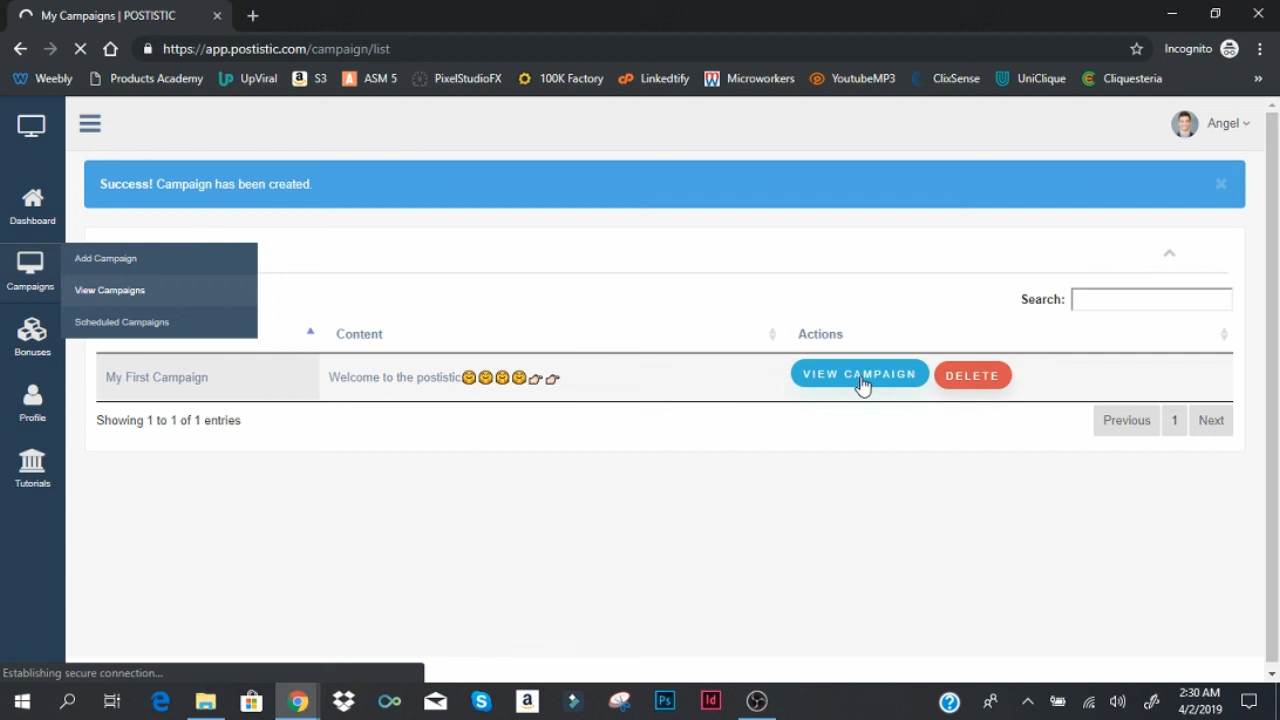 My Campaigns | POSTISTIC
https://app.postistic.com/campaign/list
Incognito
Weebly Products Academy UpViral S3 ASM 5 PixelStudioFX 100K Factory Linkedtify Microworkers YoutubeMP3 ClixSense UniClique Cliquesteria »
Angel
Success! Campaign has been created. ×
Dashboard
Campaigns
Add Campaign
View Campaigns
Scheduled Campaigns
Bonuses
Profile
Tutorials
Search:
Content Actions
My First Campaign Welcome to the postistic🤗🤗🤗🤗👉👉 VIEW CAMPAIGN DELETE
Showing 1 to 1 of 1 entries Previous 1 Next
Establishing secure connection...
Ps Id
2:30 AM
4/2/2019